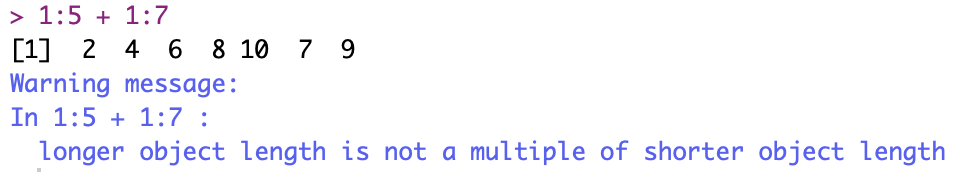 > 1:5 + 1:7
[1]  2  4  6  8 10  7  9
Warning message:
In 1:5 + 1:7 :
  longer object length is not a multiple of shorter object length